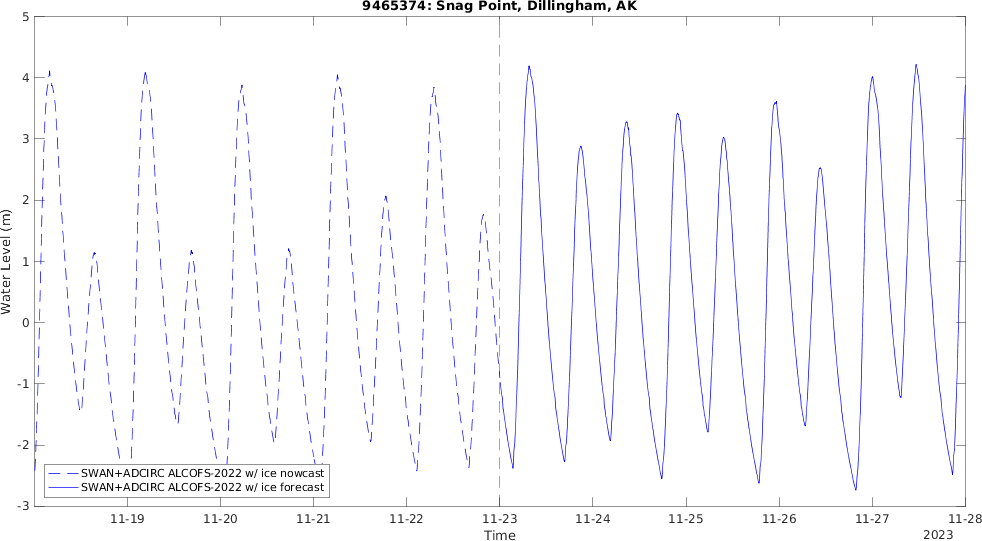 9465374: Snag Point, Dillingham, AK
Water Level (m)
5
4
3
2
1
0
-1
-2
-3
SWAN+ADCIRC ALCOFS-2022 w/ ice nowcast
SWAN+ADCIRC ALCOFS-2022 w/ ice forecast
11-19 11-20 11-21 11-22 11-23 11-24 11-25 11-26 11-27 11-28
Time
2023